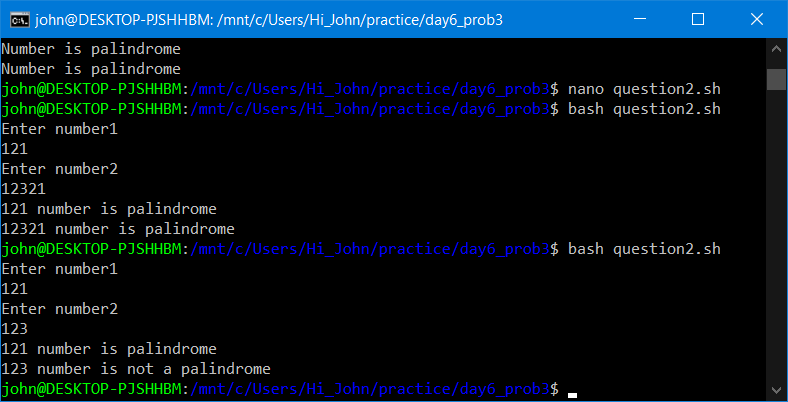 john@DESKTOP-PJSHHBM: /mnt/c/Users/Hi_John/practice/day6_prob3
Number is palindrome
Number is palindrome
john@DESKTOP-PJSHHBM:/mnt/c/Users/Hi_John/practice/day6_prob3$ nano question2.sh
john@DESKTOP-PJSHHBM:/mnt/c/Users/Hi_John/practice/day6_prob3$ bash question2.sh
Enter number1
121
Enter number2
12321
121 number is palindrome
12321 number is palindrome
john@DESKTOP-PJSHHBM:/mnt/c/Users/Hi_John/practice/day6_prob3$ bash question2.sh
Enter number1
121
Enter number2
123
121 number is palindrome
123 number is not a palindrome
john@DESKTOP-PJSHHBM:/mnt/c/Users/Hi_John/practice/day6_prob3$